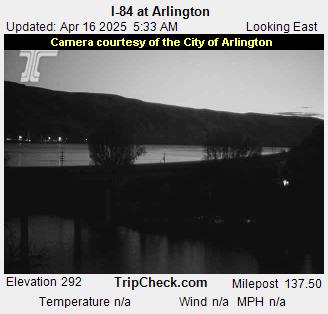 I-84 at Arlington
Updated: Apr 16 2025 5:33 AM Looking East
Camera courtesy of the City of Arlington
Elevation 292 TripCheck.com Milepost 137.50
Temperature n/a Wind n/a MPH n/a